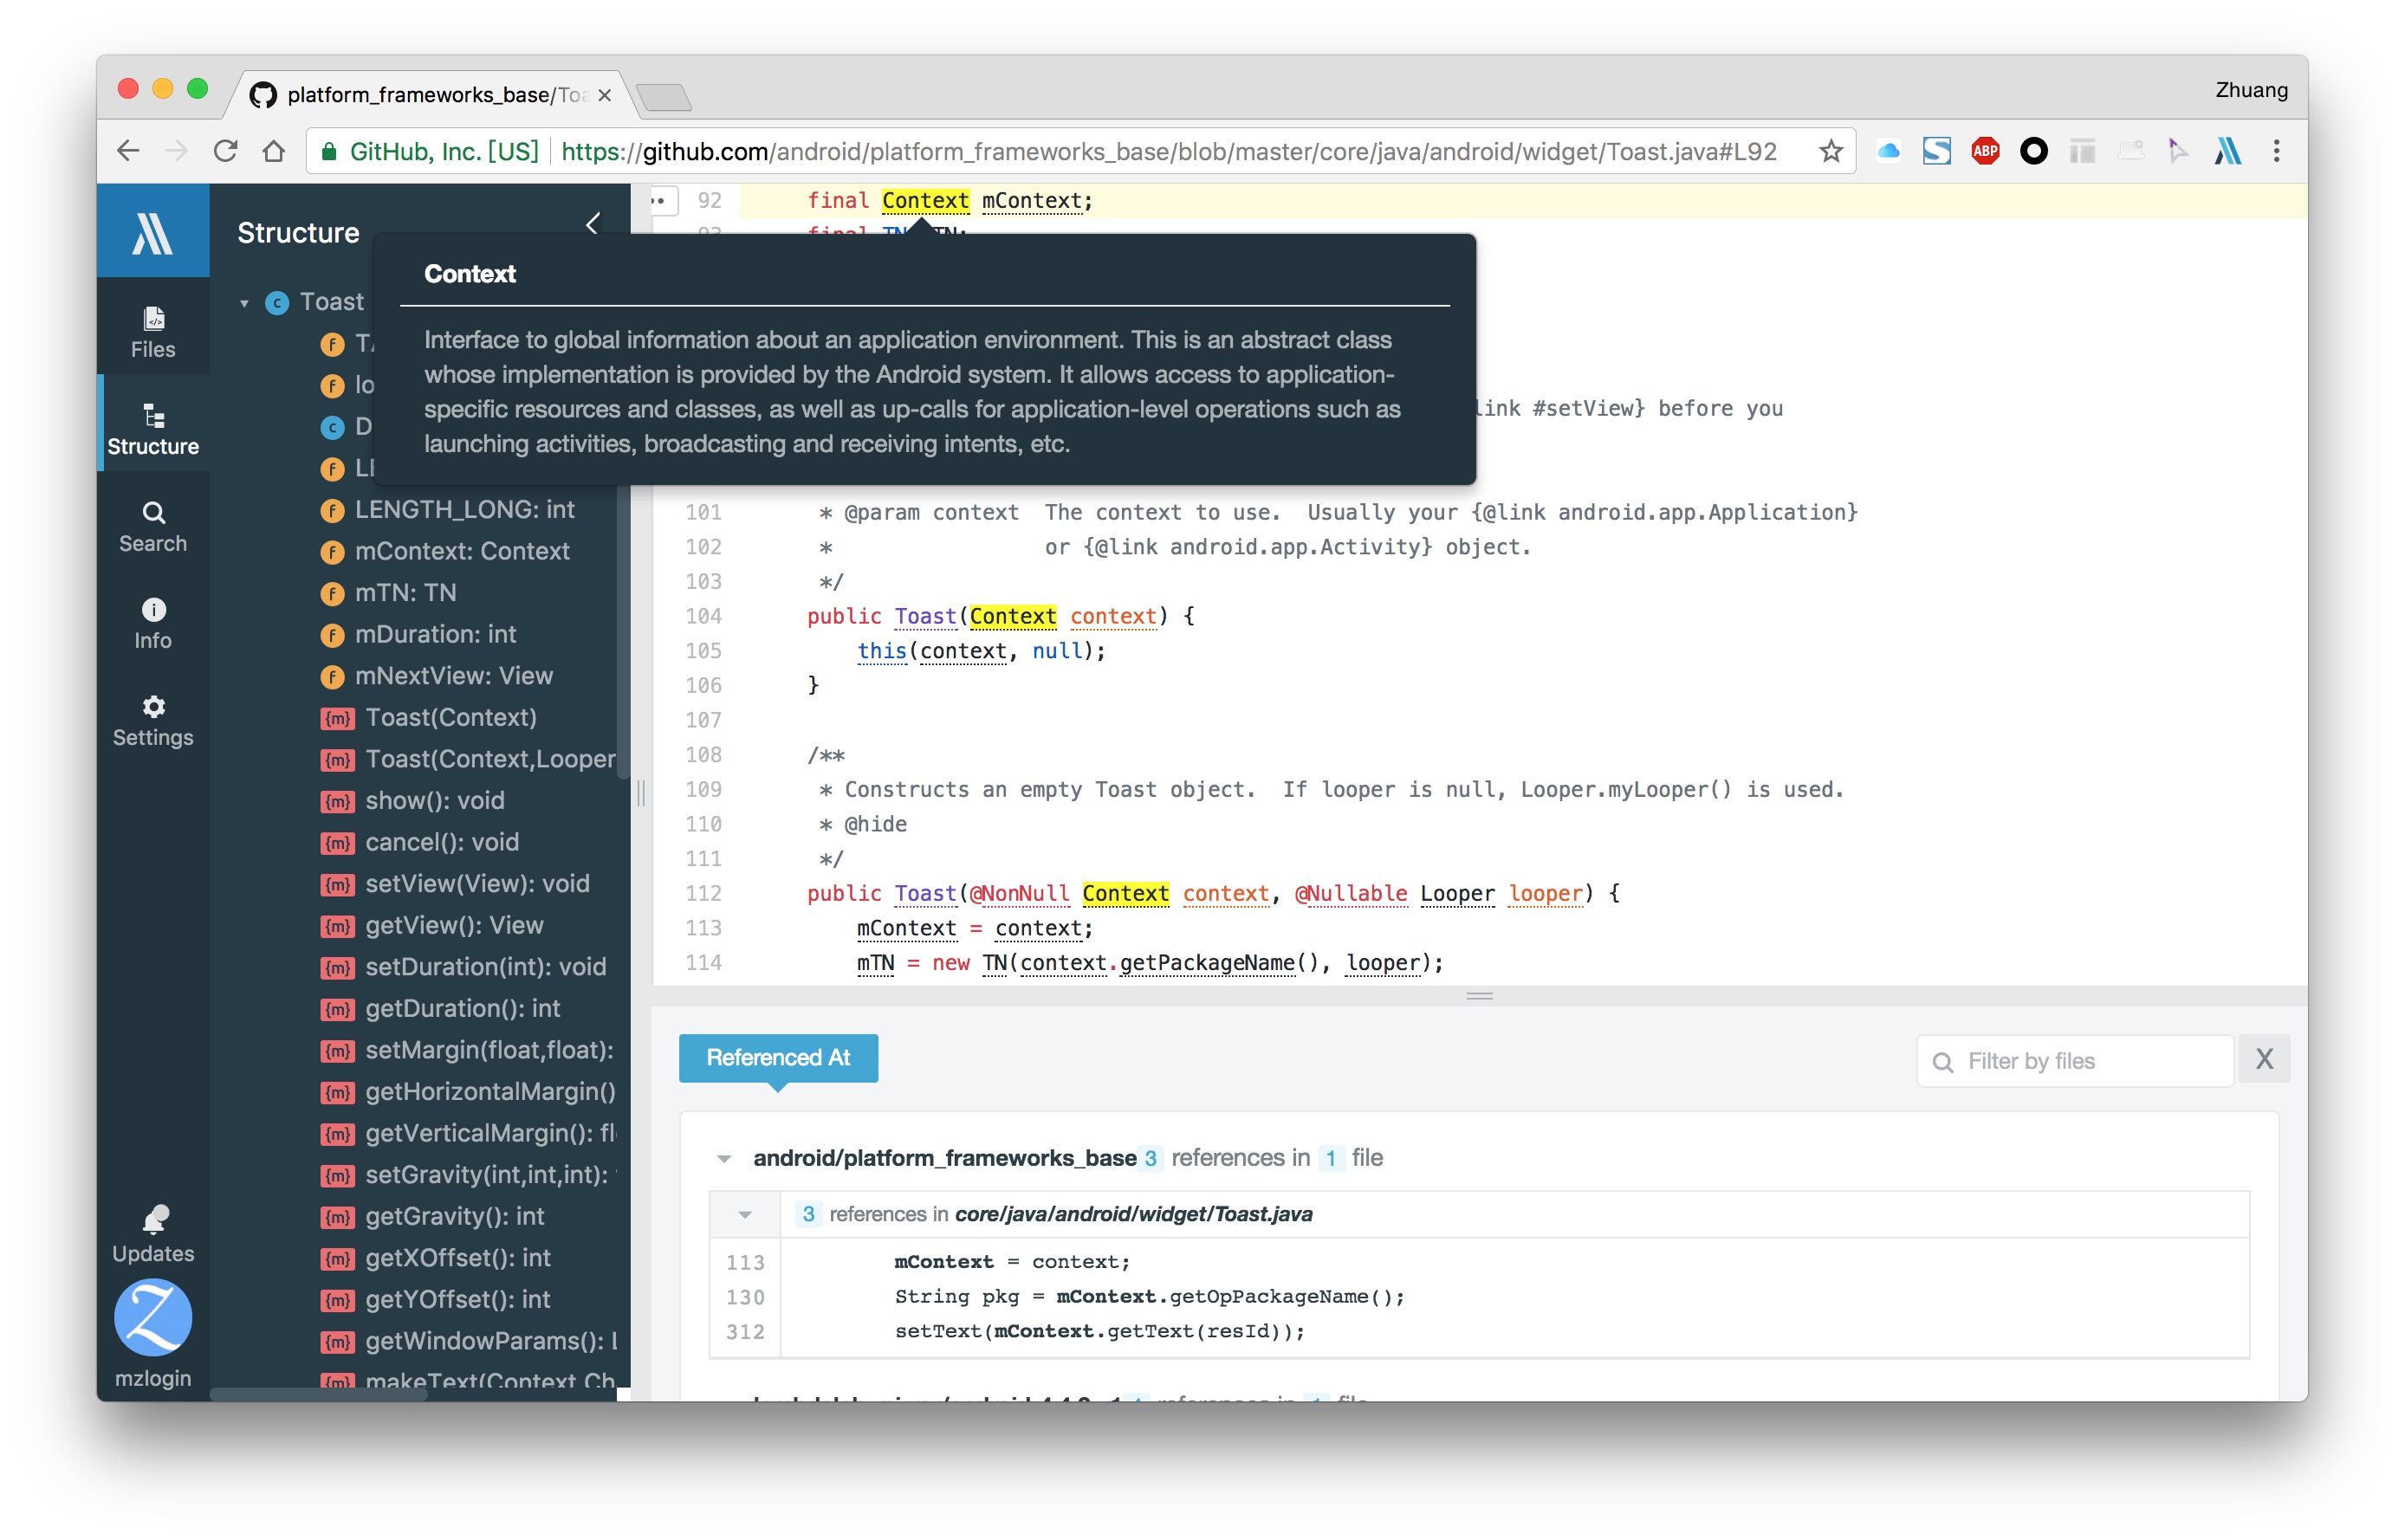 platform_frameworks_base/Toa
Zhuang
GitHub, Inc. [US] https://github.com/android/platform_frameworks_base/blob/master/core/java/android/widget/Toast.java#L92
ABP
Structure
Files
Structure
Search
Info
Settings
Updates
mzlogin
Toast
LENGTH_LONG: int
mContext: Context
mTN: TN
mDuration: int
mNextView: View
{m} Toast(Context)
{m} Toast(Context,Looper
{m} show(): void
{m} cancel(): void
{m} setView(View): void
{m} getView(): View
{m} setDuration(int): void
{m} getDuration(): int
{m} setMargin(float,float):
{m} getHorizontalMargin()
{m} getVerticalMargin(): fl
{m} setGravity(int,int,int):
{m} getGravity(): int
{m} getXOffset(): int
{m} getYOffset(): int
{m} getWindowParams(): L
{m} makeText(Context,Ch
92 final Context mContext;
93 final TN mTN;
Context
Interface to global information about an application environment. This is an abstract class
whose implementation is provided by the Android system. It allows access to application-
specific resources and classes, as well as up-calls for application-level operations such as
launching activities, broadcasting and receiving intents, etc.
link #setView} before you
101 * @param context The context to use. Usually your {@link android.app.Application}
102 * or {@link android.app.Activity} object.
103 */
104 public Toast(Context context) {
105 this(context, null);
106 }
107
108 /**
109 * Constructs an empty Toast object. If looper is null, Looper.myLooper() is used.
110 * @hide
111 */
112 public Toast(@NonNull Context context, @Nullable Looper looper) {
113 mContext = context;
114 mTN = new TN(context.getPackageName(), looper);
Referenced At
Filter by files
X
android/platform_frameworks_base 3 references in 1 file
3 references in core/java/android/widget/Toast.java
113 mContext = context;
130 String pkg = mContext.getOpPackageName();
312 setText(mContext.getText(resId));
references in 1 file